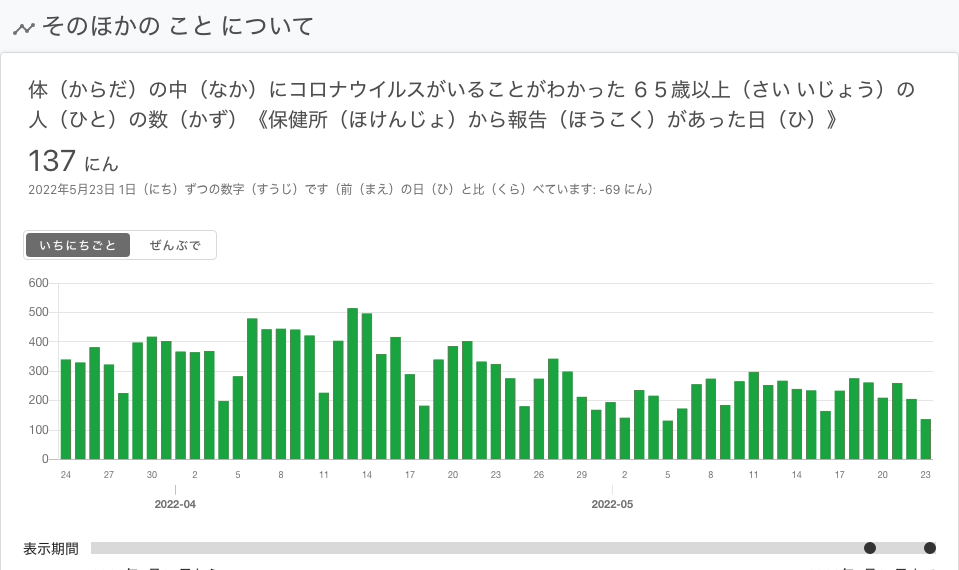 そのほかの こと について
体（からだ）の中（なか）にコロナウイルスがいることがわかった ６５歳以上（さい いじょう）の
人（ひと）の数（かず）《保健所（ほけんじょ）から報告（ほうこく）があった日（ひ）》
137 にん
2022年5月23日 1日（にち）ずつの数字（すうじ）です（前（まえ）の日（ひ）と比（くら）べています: -69 にん）
いちにちごと ぜんぶで
600
500
400
300
200
100
0
24 27 30 2 5 8 11 14 17 20 23 26 29 2 5 8 11 14 17 20 23
2022-04 2022-05
表示期間